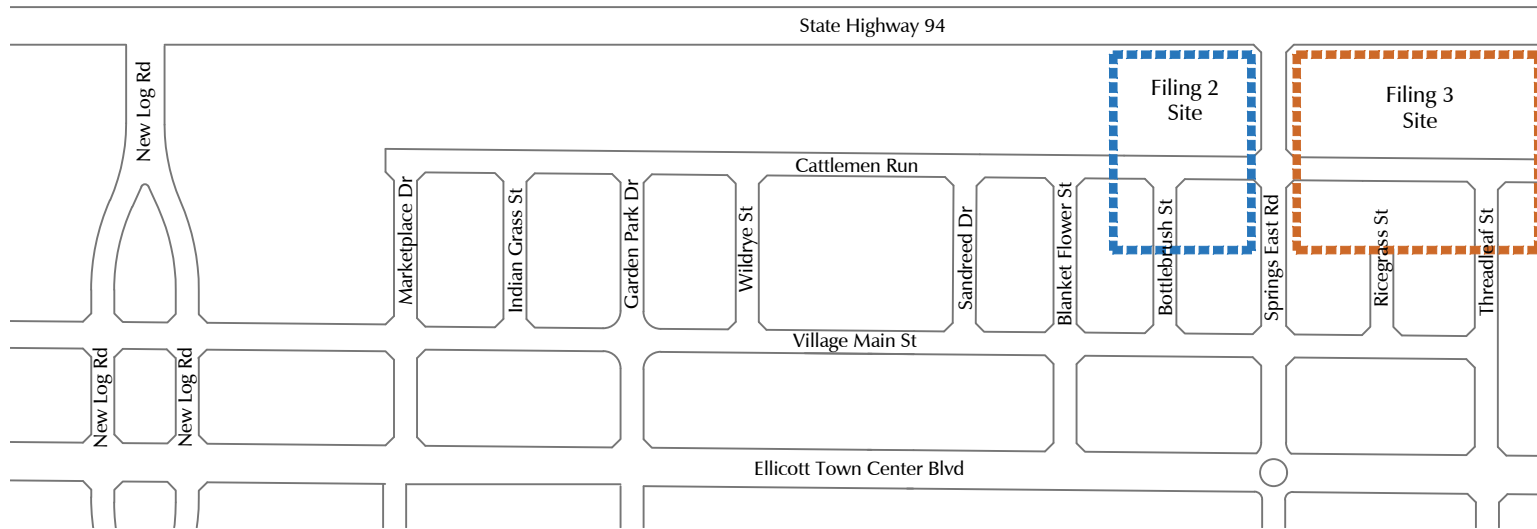 State Highway 94
New Log Rd
Filing 2
Site
Filing 3
Site
Cattlemen Run
Marketplace Dr
Indian Grass St
Garden Park Dr
Wildrye St
Sandreed Dr
Blanket Flower St
Bottlebrush St
Springs East Rd
Ricegrass St
Threadleaf St
Village Main St
New Log Rd
New Log Rd
Ellicott Town Center Blvd